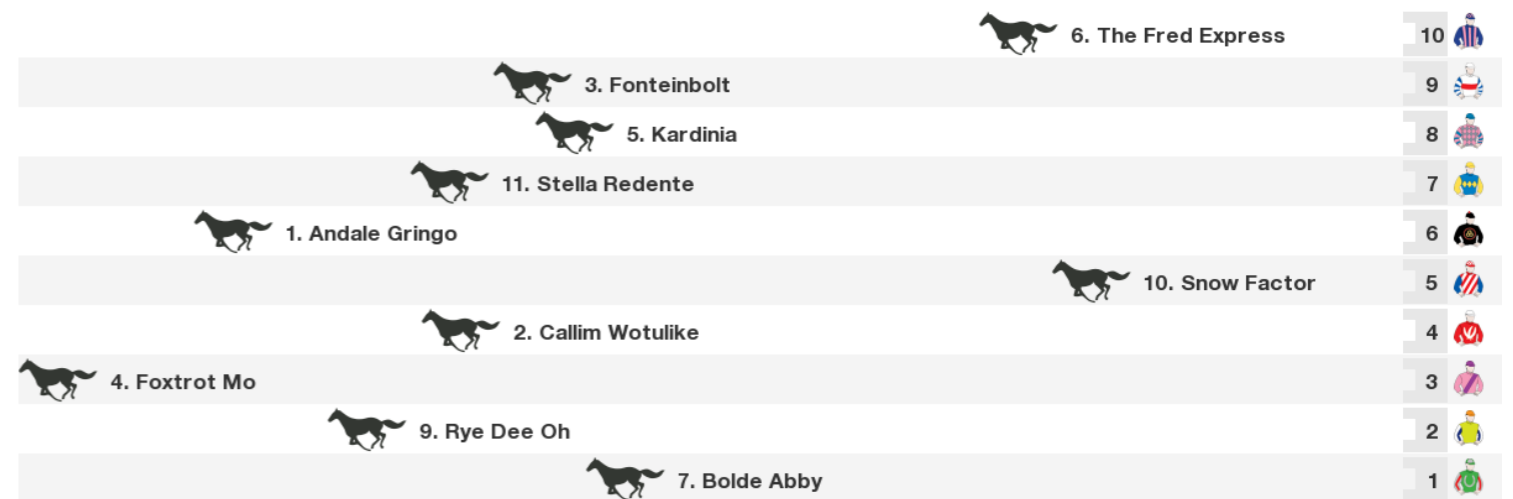 6. The Fred Express 10
3. Fonteinbolt 9
5. Kardinia 8
11. Stella Redente 7
1. Andale Gringo 6
10. Snow Factor 5
2. Callim Wotulike 4
4. Foxtrot Mo 3
9. Rye Dee Oh 2
7. Bolde Abby 1